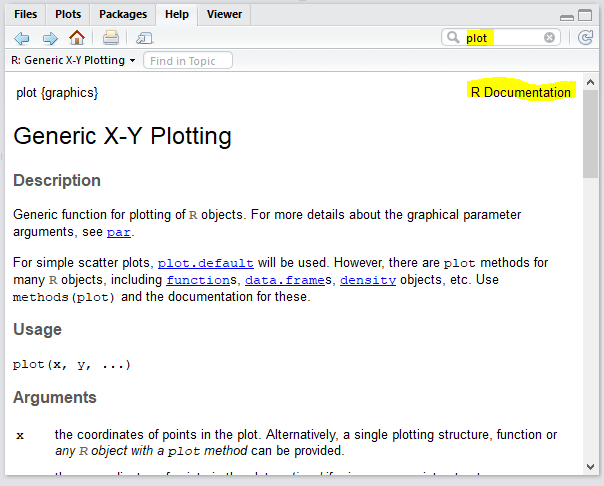 Files Plots Packages Help Viewer
plot
R: Generic X-Y Plotting Find in Topic
plot {graphics} R Documentation
Generic X-Y Plotting
Description
Generic function for plotting of R objects. For more details about the graphical parameter
arguments, see par.
For simple scatter plots, plot.default will be used. However, there are plot methods for
many R objects, including functions, data.frames, density objects, etc. Use
methods(plot) and the documentation for these.
Usage
plot(x, y, ...)
Arguments
x the coordinates of points in the plot. Alternatively, a single plotting structure, function or
any R object with a plot method can be provided.